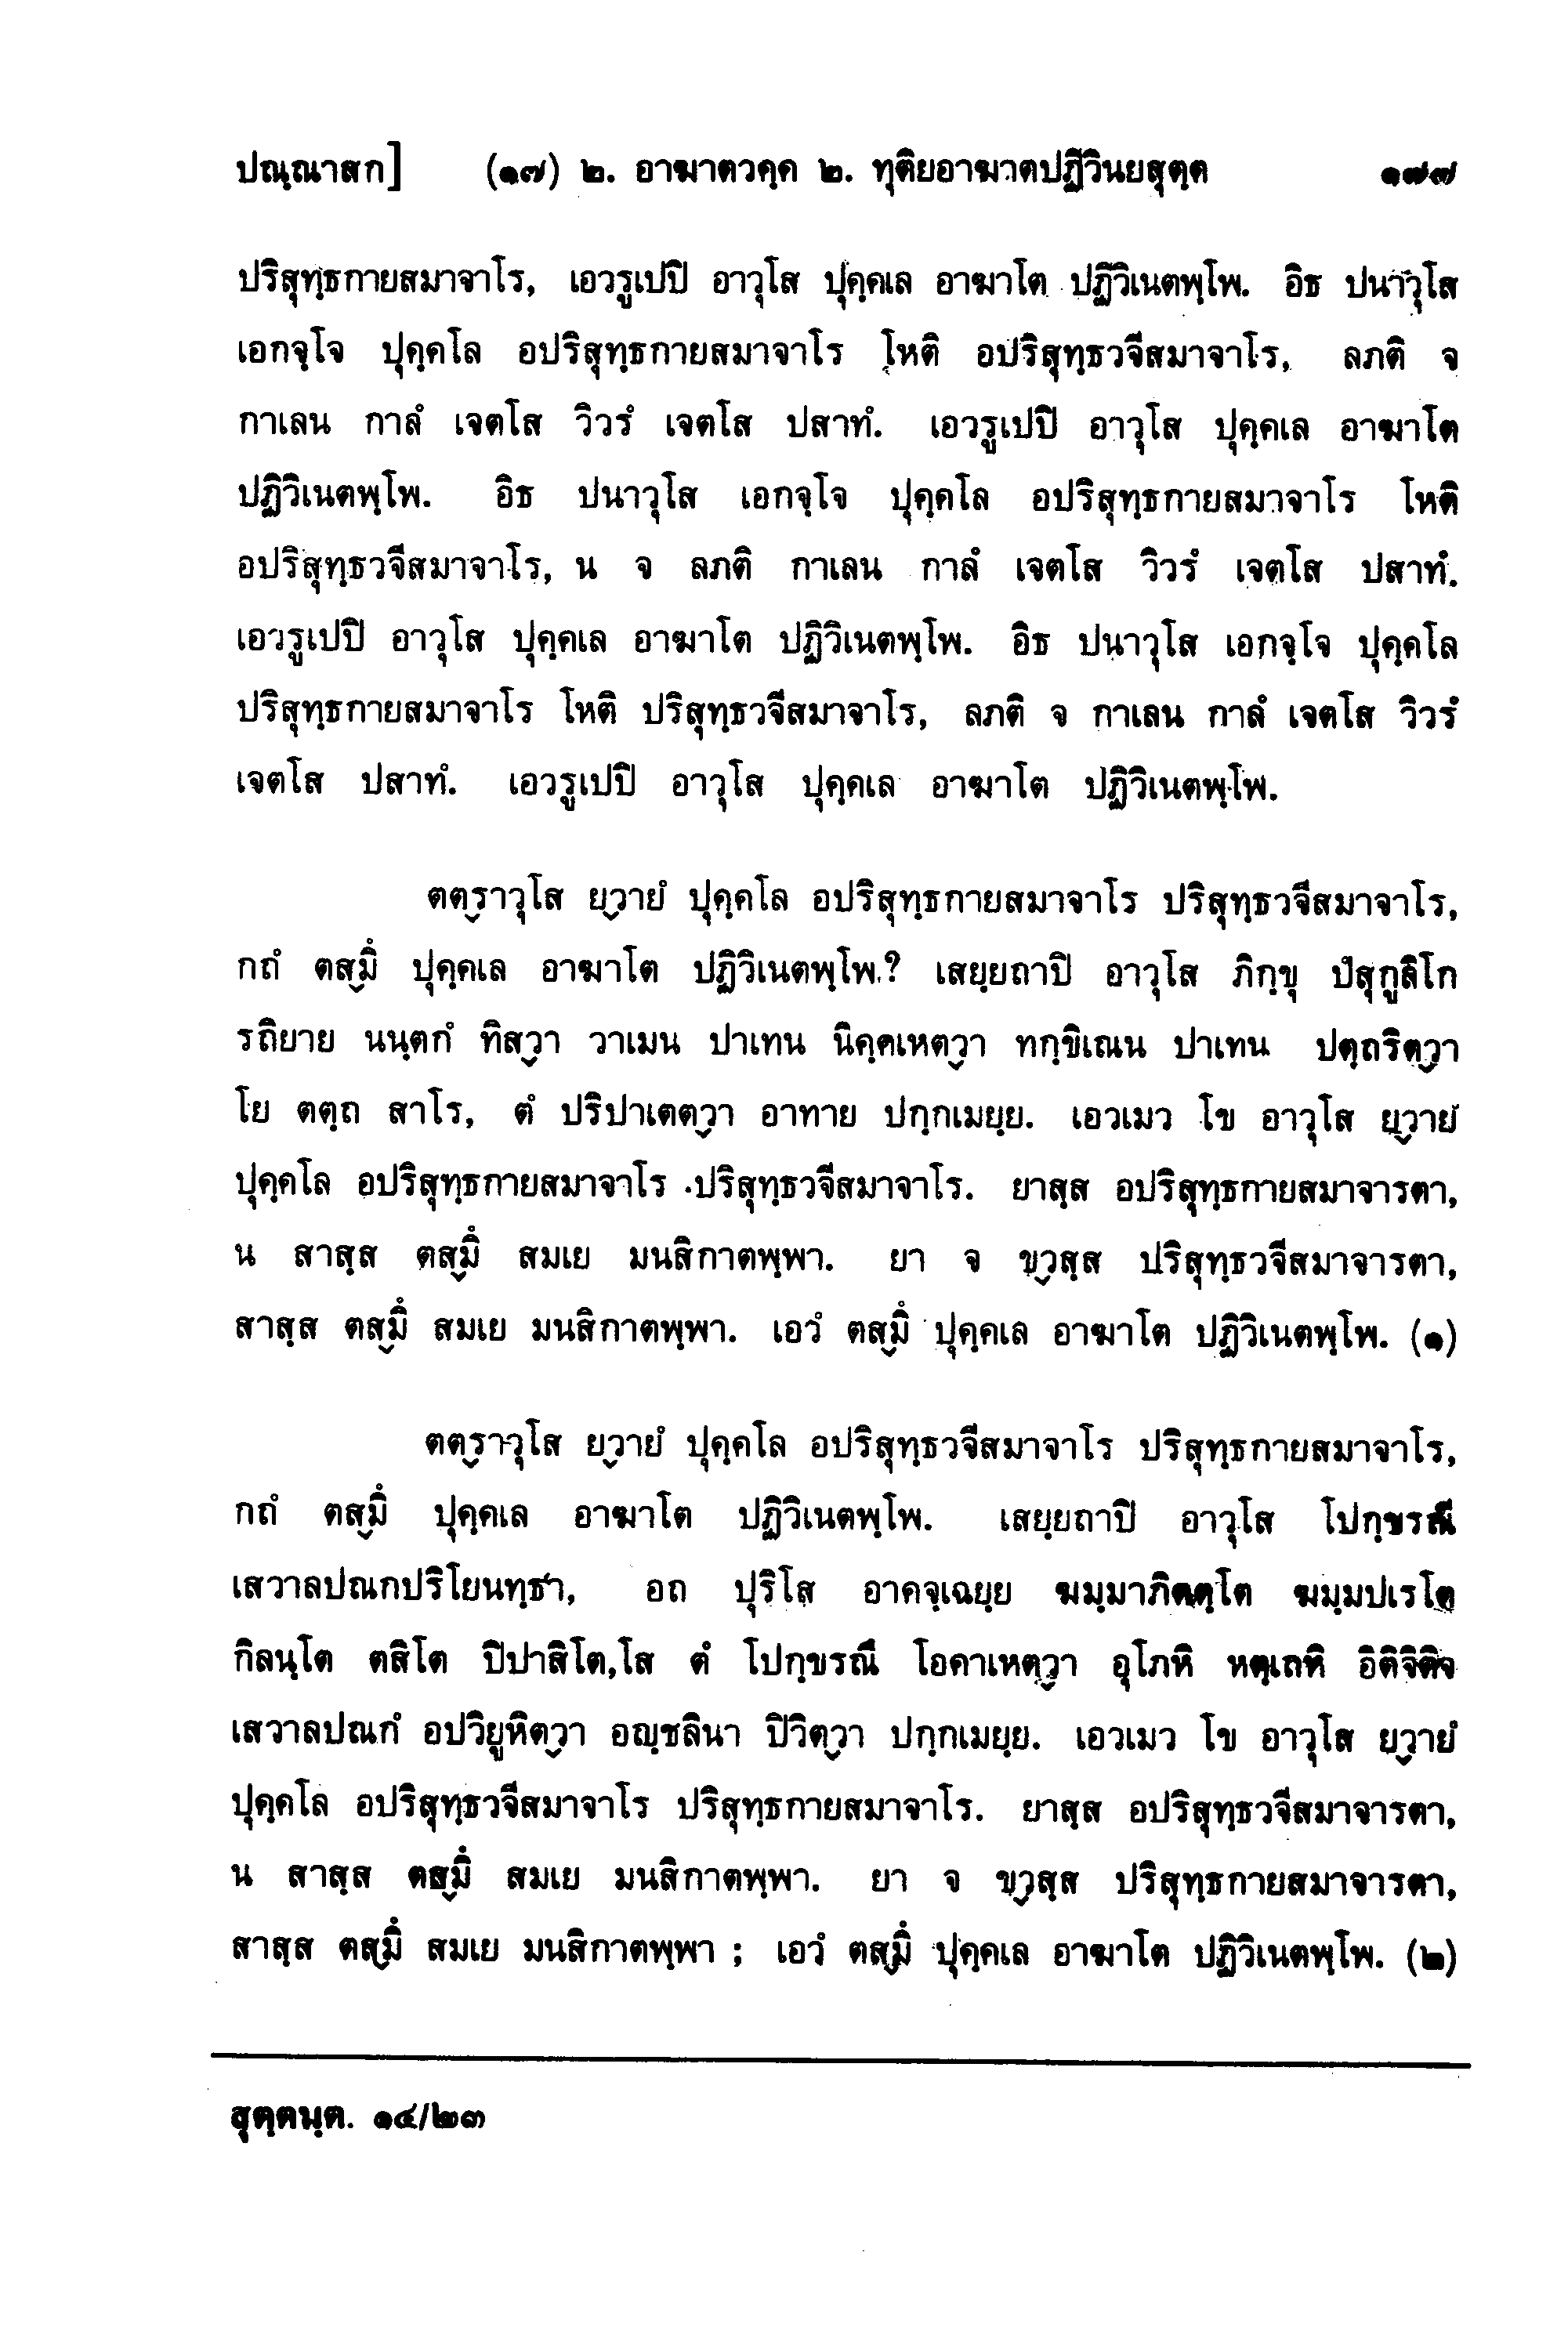 ปณฺณาสก] (๑๗) ๒. อาฆาตวคฺค ๒. ทุติยอาฆาตปฏิวินยสุตฺต ๑๗๗
ปริสุทฺธกายสมาจาโร, เอวรูเปปิ อาวุโส ปุคฺคเล อาฆาโต ปฏิวิเนตพฺโพ. อิธ ปนาวุโส
เอกจฺโจ ปุคฺคโล อปริสุทฺธกายสมาจาโร โหติ อปริสุทฺธวจีสมาจาโร, ลภติ จ
กาเลน กาลํ เจตโส วิวรํ เจตโส ปสาทํ. เอวรูเปปิ อาวุโส ปุคฺคเล อาฆาโต
ปฏิวิเนตพฺโพ. อิธ ปนาวุโส เอกจฺโจ ปุคฺคโล อปริสุทฺธกายสมาจาโร โหติ
อปริสุทฺธวจีสมาจาโร, น จ ลภติ กาเลน กาลํ เจตโส วิวรํ เจตโส ปสาทํ.
เอวรูเปปิ อาวุโส ปุคฺคเล อาฆาโต ปฏิวิเนตพฺโพ. อิธ ปนาวุโส เอกจฺโจ ปุคฺคโล
ปริสุทฺธกายสมาจาโร โหติ ปริสุทฺธวจีสมาจาโร, ลภติ จ กาเลน กาลํ เจตโส วิวรํ
เจตโส ปสาทํ. เอวรูเปปิ อาวุโส ปุคฺคเล อาฆาโต ปฏิวิเนตพฺโพ.
ตตฺราวุโส ยฺวายํ ปุคฺคโล อปริสุทฺธกายสมาจาโร ปริสุทฺธวจีสมาจาโร,
กถํ ตสฺมิํ ปุคฺคเล อาฆาโต ปฏิวิเนตพฺโพ.? เสยฺยถาปิ อาวุโส ภิกฺขุ ปํสุกูลิโก
รถิยาย นนฺตกํ ทิสฺวา วาเมน ปาเทน นิคฺคเหตฺวา ทกฺขิเณน ปาเทน ปตฺถริตฺวา
โย ตตฺถ สาโร, ตํ ปริปาเตตฺวา อาทาย ปกฺกเมยฺย. เอวเมว โข อาวุโส ยฺวายํ
ปุคฺคโล อปริสุทฺธกายสมาจาโร ปริสุทฺธวจีสมาจาโร. ยาสฺส อปริสุทฺธกายสมาจารตา,
น สาสฺส ตสฺมิํ สมเย มนสิกาตพฺพา. ยา จ ขฺวสฺส ปริสุทฺธวจีสมาจารตา,
สาสฺส ตสฺมิํ สมเย มนสิกาตพฺพา. เอวํ ตสฺมิํ ปุคฺคเล อาฆาโต ปฏิวิเนตพฺโพ. (๑)
ตตฺราวุโส ยฺวายํ ปุคฺคโล อปริสุทฺธวจีสมาจาโร ปริสุทฺธกายสมาจาโร,
กถํ ตสฺมิํ ปุคฺคเล อาฆาโต ปฏิวิเนตพฺโพ. เสยฺยถาปิ อาวุโส โปกฺขรณี
เสวาลปณกปริโยนทฺธา, อถ ปุริโส อาคจฺเฉยฺย ฆมฺมาภิตตฺโต ฆมฺมปเรโต
กิลนฺโต ตสิโต ปิปาสิโต,โส ตํ โปกฺขรณึ โอคาเหตฺวา อุโภหิ หตฺเถหิ อิติจิติจ
เสวาลปณกํ อปวิยูหิตฺวา อญฺชลินา ปิวิตฺวา ปกฺกเมยฺย. เอวเมว โข อาวุโส ยฺวายํ
ปุคฺคโล อปริสุทฺธวจีสมาจาโร ปริสุทฺธกายสมาจาโร. ยาสฺส อปริสุทฺธวจีสมาจารตา,
น สาสฺส ตสฺมิํ สมเย มนสิกาตพฺพา. ยา จ ขฺวสฺส ปริสุทฺธกายสมาจารตา,
สาสฺส ตสฺมิํ สมเย มนสิกาตพฺพา ; เอวํ ตสฺมิํ ปุคฺคเล อาฆาโต ปฏิวิเนตพฺโพ. (๒)
สุตฺตนฺต. ๑๔/๒๓